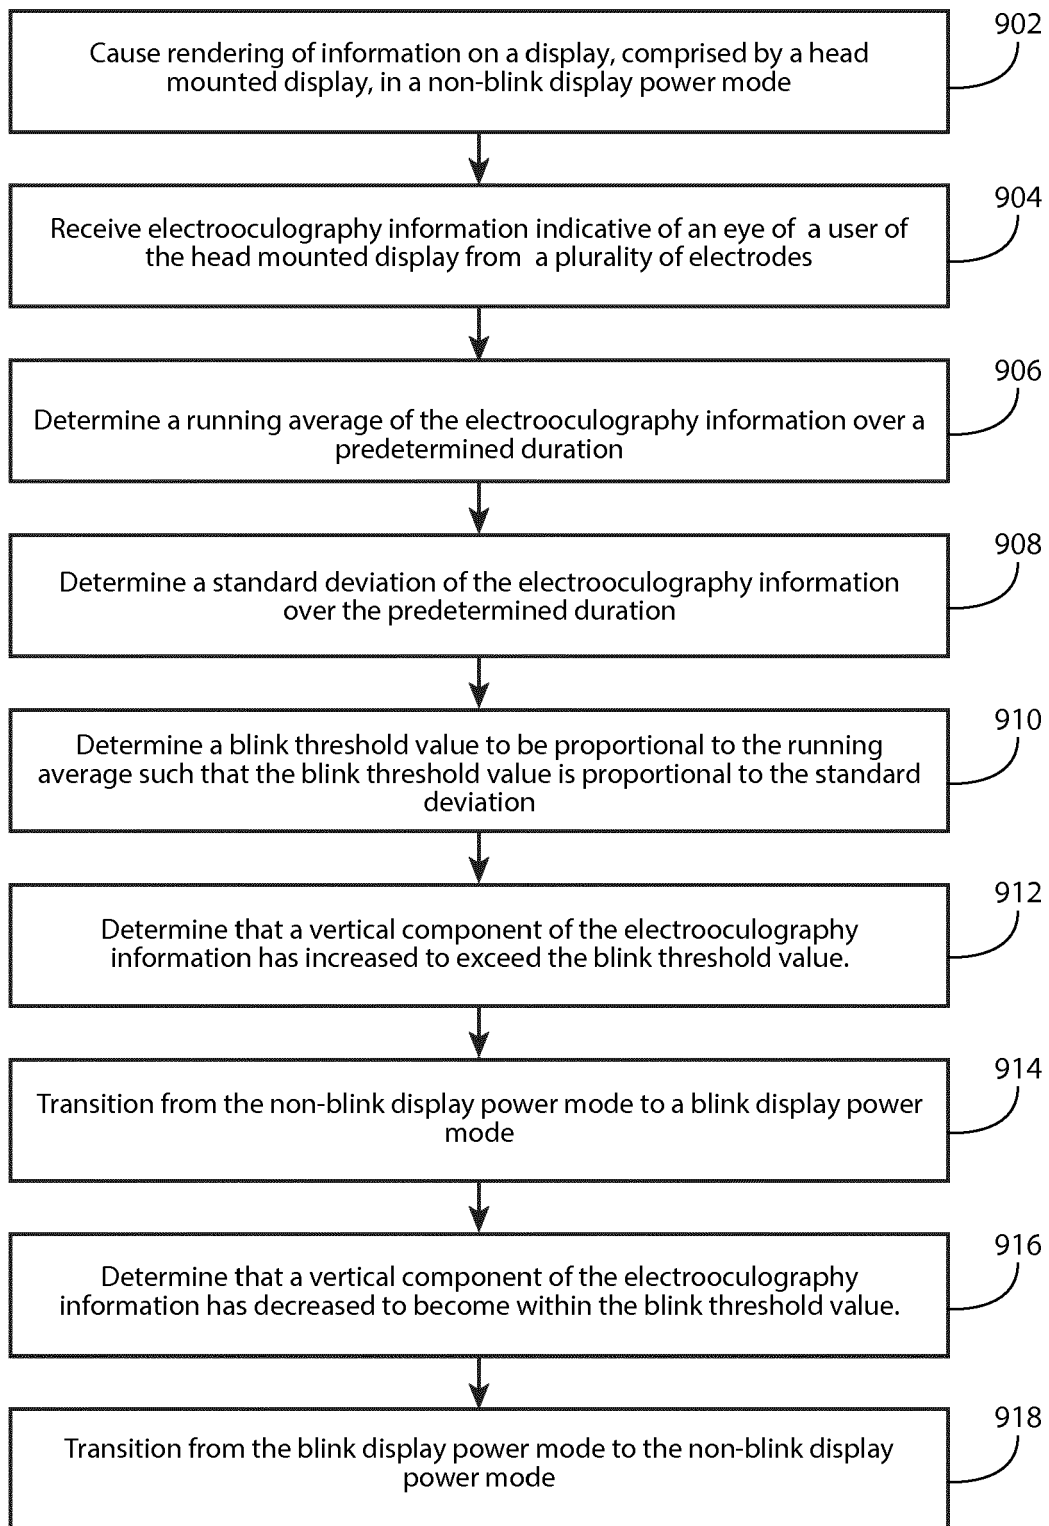 902
Cause rendering of information on a display, comprised by a head
mounted display, in a non-blink display power mode
904
Receive electrooculography information indicative of an eye of a user of
the head mounted display from a plurality of electrodes
906
Determine a running average of the electrooculography information over a
predetermined duration
908
Determine a standard deviation of the electrooculography information
over the predetermined duration
910
Determine a blink threshold value to be proportional to the running
average such that the blink threshold value is proportional to the standard
deviation
912
Determine that a vertical component of the electrooculography
information has increased to exceed the blink threshold value.
914
Transition from the non-blink display power mode to a blink display power
mode
916
Determine that a vertical component of the electrooculography
information has decreased to become within the blink threshold value.
918
Transition from the blink display power mode to the non-blink display
power mode